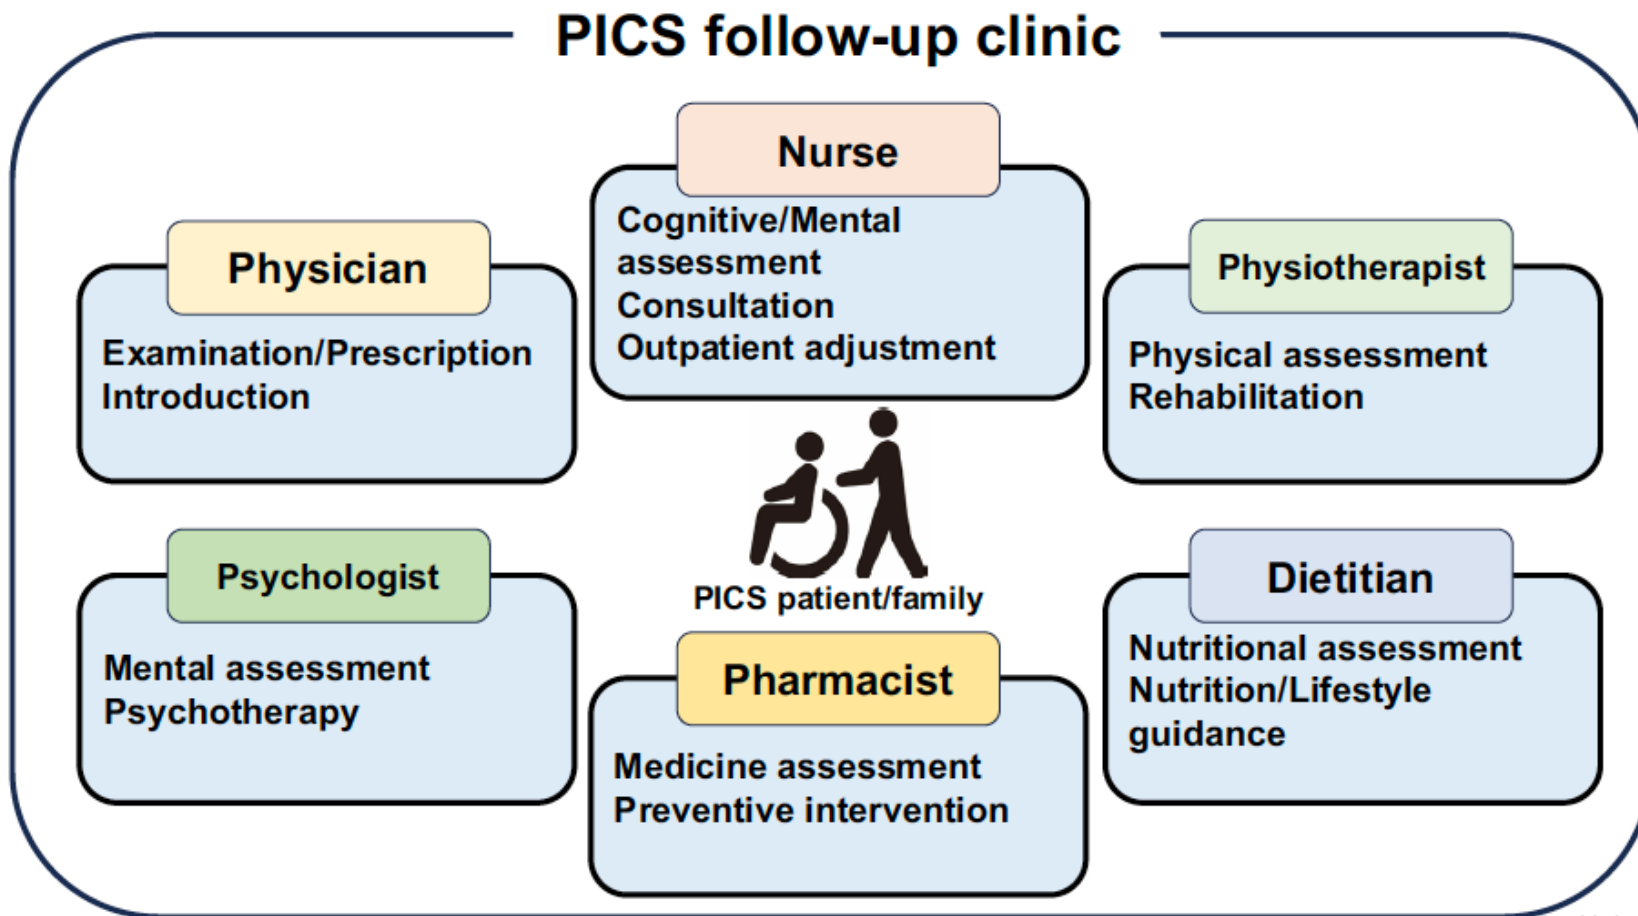 PICS follow-up clinic
Nurse
Cognitive/Mental
assessment
Consultation
Outpatient adjustment
Physician
Examination/Prescription
Introduction
Physiotherapist
Physical assessment
Rehabilitation
PICS patient/family
Psychologist
Mental assessment
Psychotherapy
Pharmacist
Medicine assessment
Preventive intervention
Dietitian
Nutritional assessment
Nutrition/Lifestyle
guidance